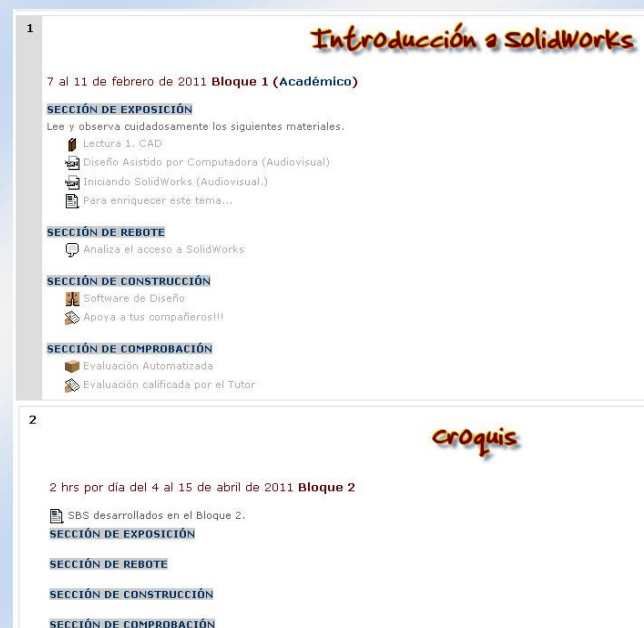 1
Introducción a SolidWorks
7 al 11 de febrero de 2011 Bloque 1 (Académico)
SECCIÓN DE EXPOSICIÓN
Lee y observa cuidadosamente los siguientes materiales.
Lectura 1. CAD
Diseño Asistido por Computadora (Audiovisual)
Iniciando SolidWorks (Audiovisual.)
Para enriquecer este tema...
SECCIÓN DE REBOTE
Analiza el acceso a SolidWorks
SECCIÓN DE CONSTRUCCIÓN
Software de Diseño
Apoya a tus compañeros!!!
SECCIÓN DE COMPROBACIÓN
Evaluación Automatizada
Evaluación calificada por el Tutor
2
Croquis
2 hrs por día del 4 al 15 de abril de 2011 Bloque 2
SBS desarrollados en el Bloque 2.
SECCIÓN DE EXPOSICIÓN
SECCIÓN DE REBOTE
SECCIÓN DE CONSTRUCCIÓN
SECCIÓN DE COMPROBACIÓN